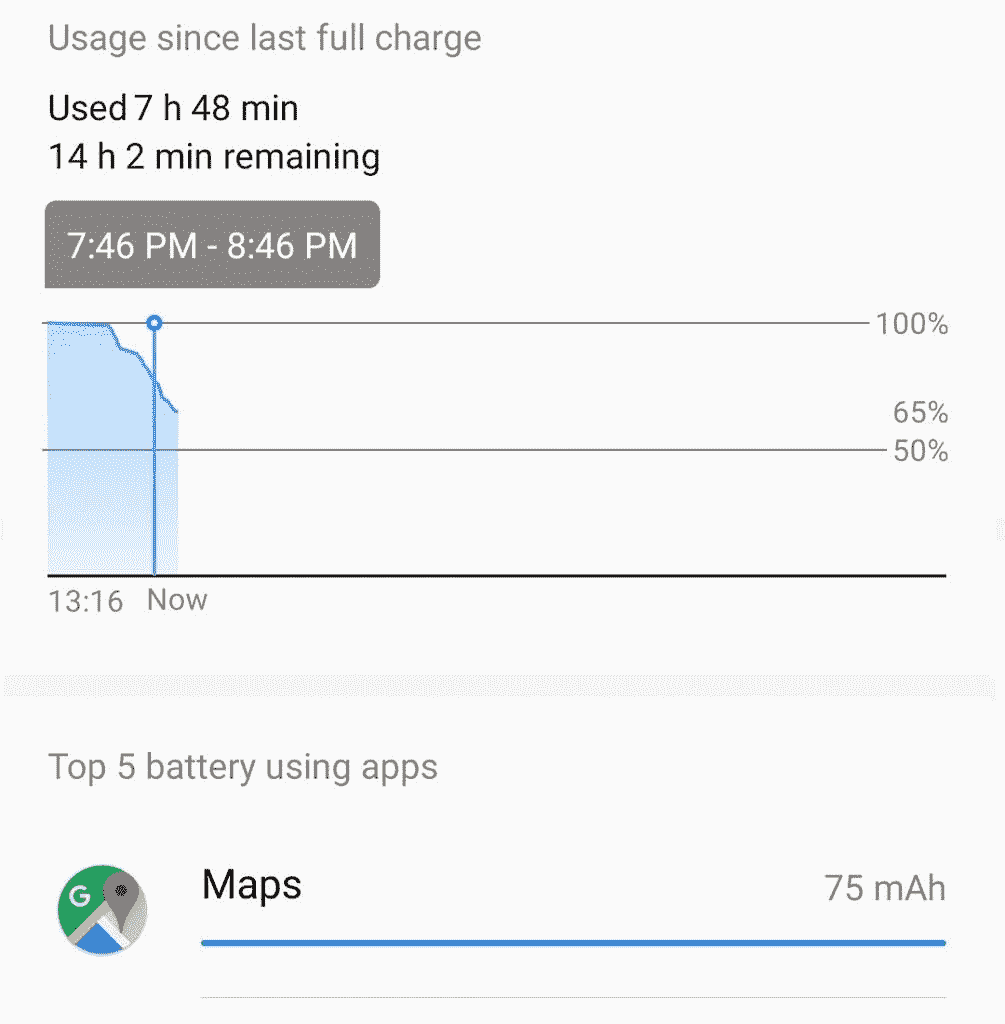 Usage since last full charge
Used 7 h 48 min
14 h 2 min remaining
7:46 PM - 8:46 PM
100%
65%
50%
13:16 Now
Top 5 battery using apps
G
Maps 75 mAh